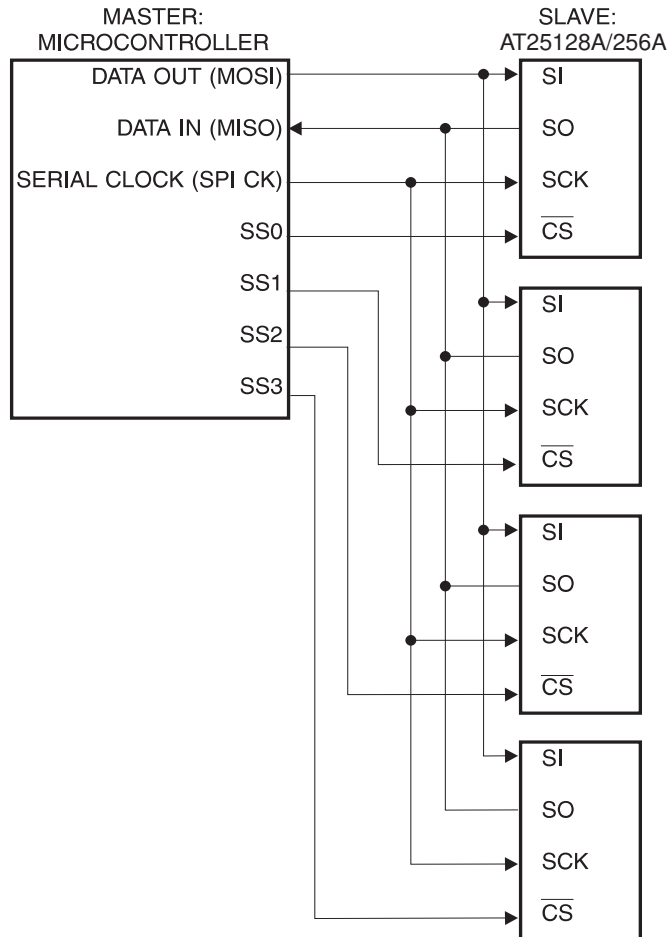 MASTER:
MICROCONTROLLER
DATA OUT (MOSI)
DATA IN (MISO)
SERIAL CLOCK (SPI CK)
SS0
SS1
SS2
SS3
SLAVE:
AT25128A/256A
SI
SO
SCK
CS
SI
SO
SCK
CS
SI
SO
SCK
CS
SI
SO
SCK
CS